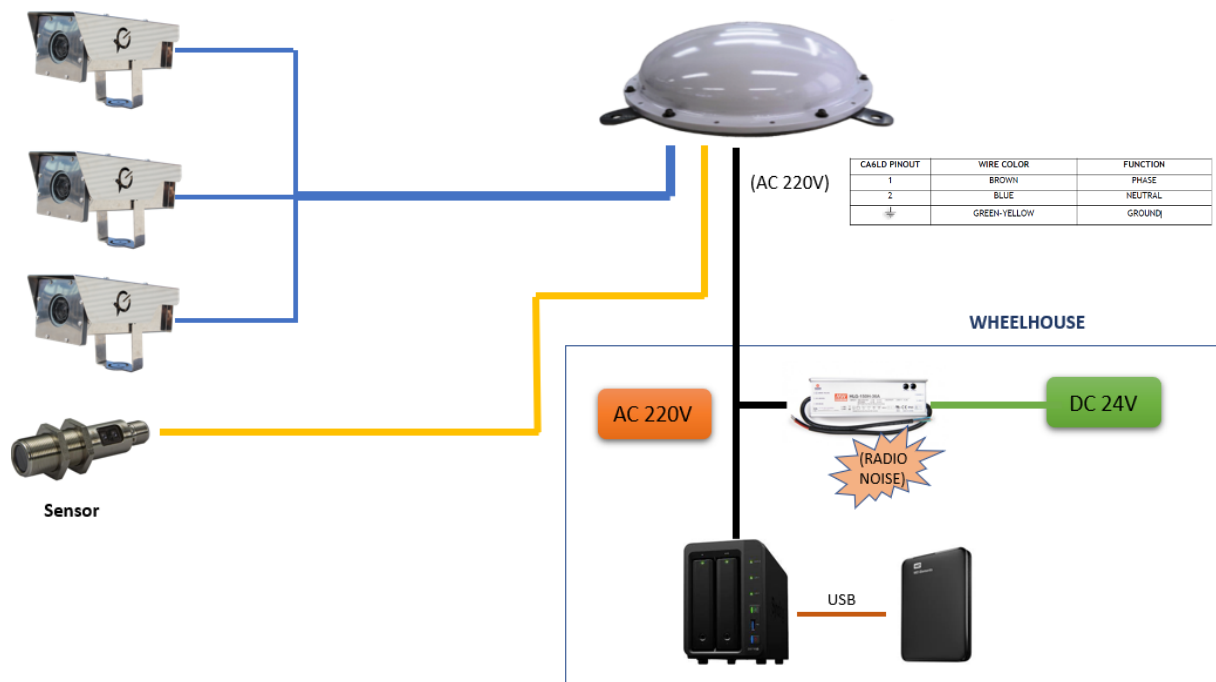 (AC 220V)
CA6LD PINOUT WIRE COLOR FUNCTION
1 BROWN PHASE
2 BLUE NEUTRAL
GREEN-YELLOW GROUND
WHEELHOUSE
AC 220V
DC 24V
(RADIO
NOISE)
Sensor
USB